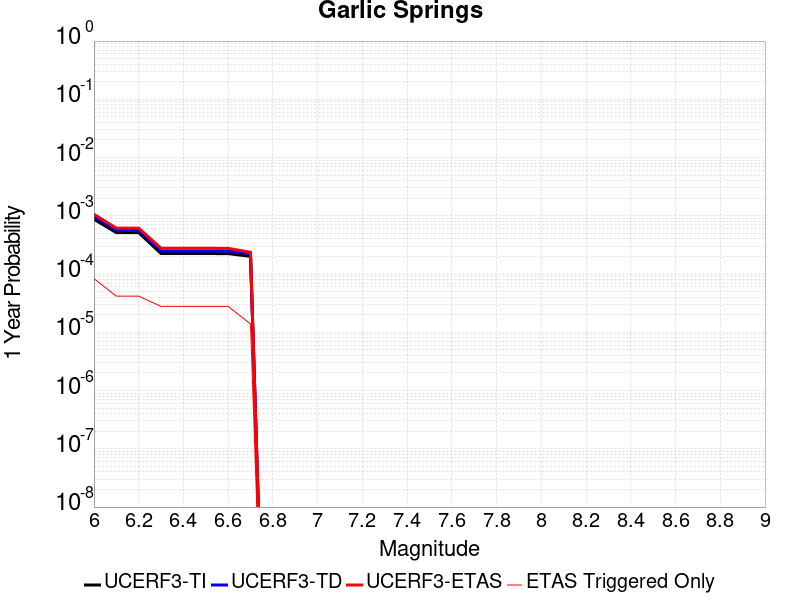 Garlic Springs
10^0
10^-1
10^-2
10^-3
10^-4
10^-5
10^-6
10^-7
10^-8
1 Year Probability
6 6.2 6.4 6.6 6.8 7 7.2 7.4 7.6 7.8 8 8.2 8.4 8.6 8.8 9
Magnitude
UCERF3-TI UCERF3-TD UCERF3-ETAS ETAS Triggered Only